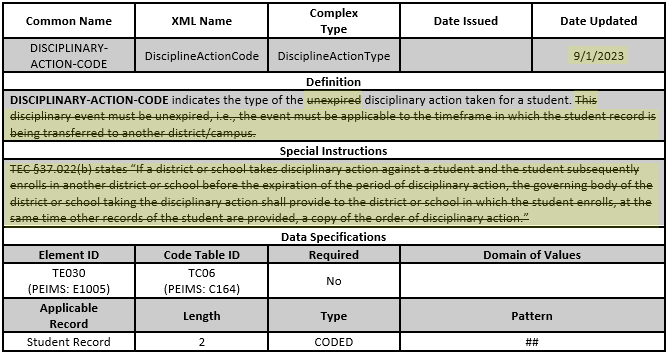 Common Name XML Name Complex Type Date Issued Date Updated
DISCIPLINARY-ACTION-CODE DisciplineActionCode DisciplineActionType 9/1/2023
Definition
DISCIPLINARY-ACTION-CODE indicates the type of the unexpired disciplinary action taken for a student. This
disciplinary event must be unexpired, i.e., the event must be applicable to the timeframe in which the student record is
being transferred to another district/campus.
Special Instructions
TEC §37.022(b) states “If a district or school takes disciplinary action against a student and the student subsequently
enrolls in another district or school before the expiration of the period of disciplinary action, the governing body of the
district or school taking the disciplinary action shall provide to the district or school in which the student enrolls, at the
same time other records of the student are provided, a copy of the order of disciplinary action.”
Data Specifications
Element ID Code Table ID Required Domain of Values
TE030 TC06 No
(PEIMS: E1005) (PEIMS: C164)
Applicable Record Length Type Pattern
Student Record 2 CODED ##